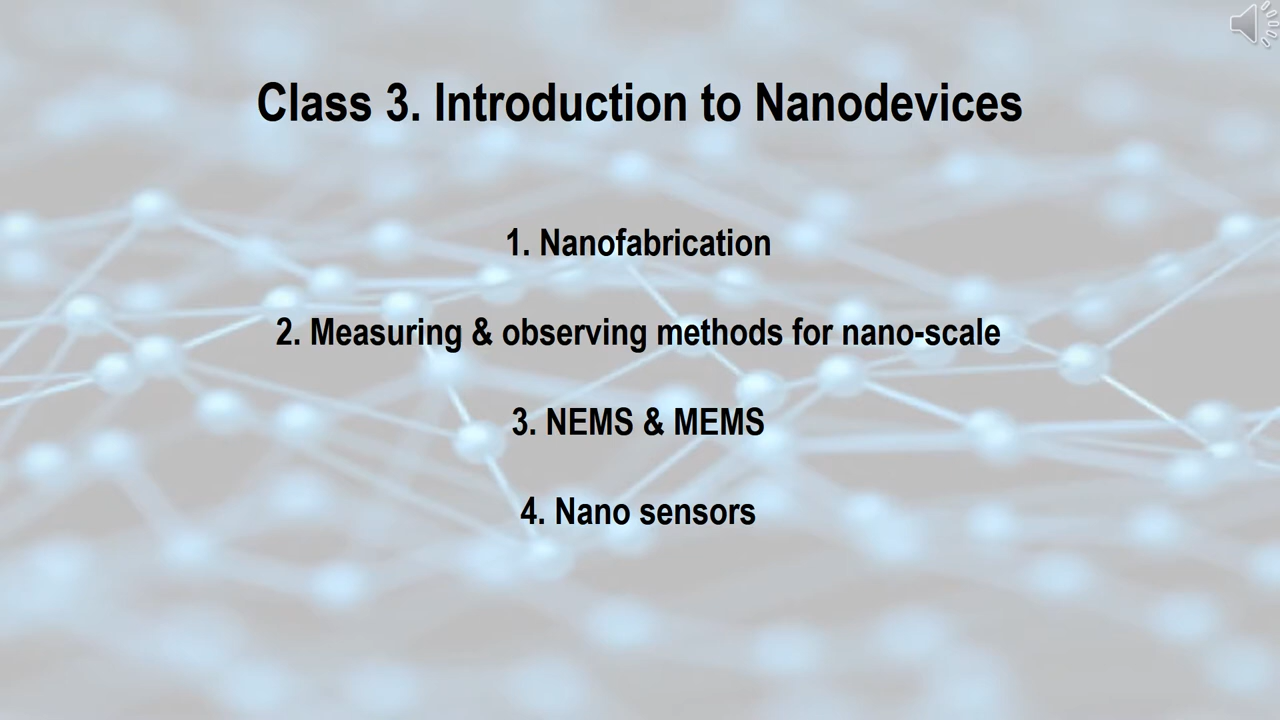 Class 3. Introduction to Nanodevices
1. Nanofabrication
2. Measuring & observing methods for nano-scale
3. NEMS & MEMS
4. Nano sensors